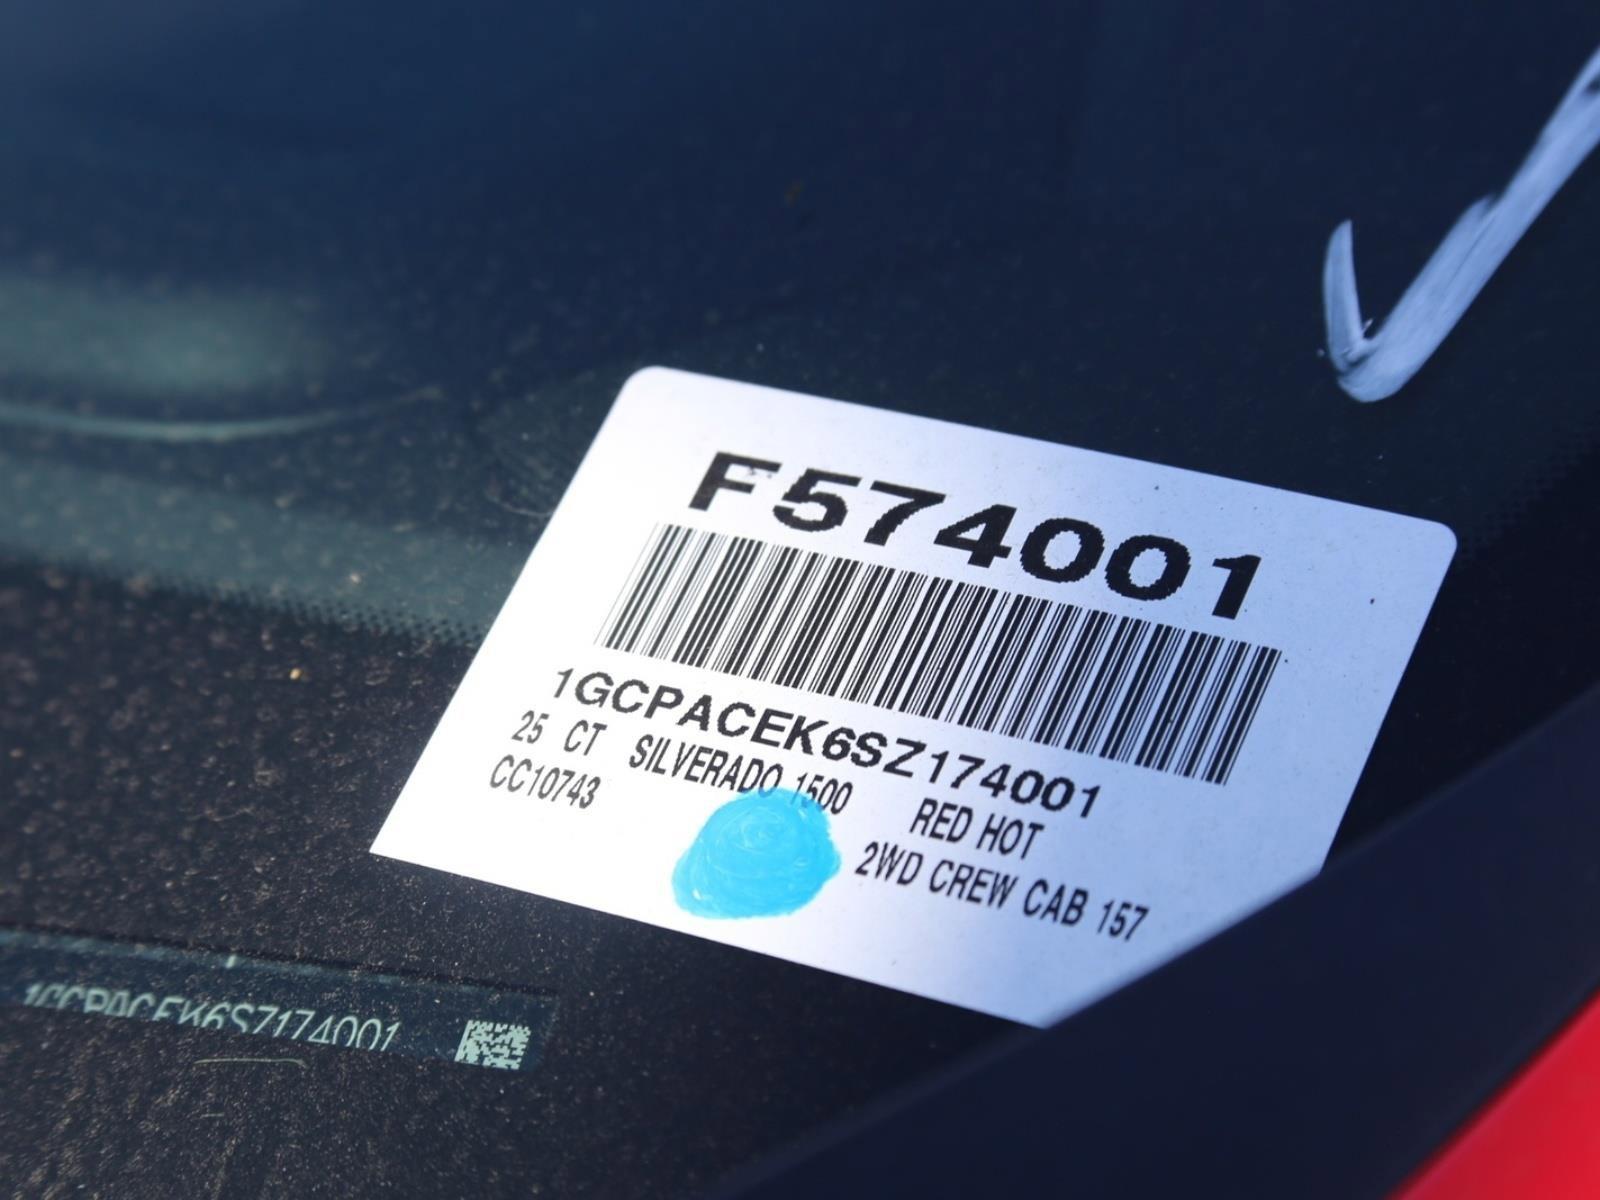 F574001
1GCPACEK6SZ174001
25 CT SILVERADO 1500 RED HOT
CC10743 2WD CREW CAB 157
1GCPACEK6SZ174001